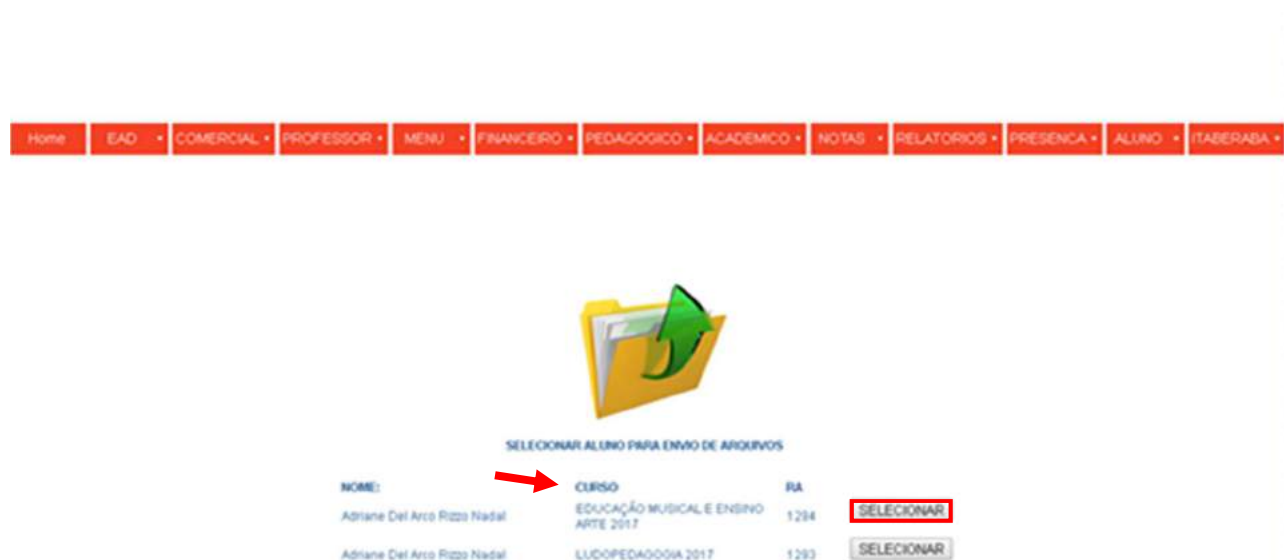 Home EAD COMERCIAL PROFESSOR MENU FINANCEIRO PEDAGOGICO ACADEMICO NOTAS RELATORIOS PRESENCA ALUNO ITABERABA
SELECIONAR ALUNO PARA ENVIO DE ARQUIVOS
NOME: CURSO RA
Adriane Del Arco Rizzo Nadal EDUCAÇÃO MUSICAL E ENSINO 1294 SELECIONAR
ARTE 2017
Adriane Del Arco Rizzo Nadal LUDOPEDAGOGIA 2017 1293 SELECIONAR